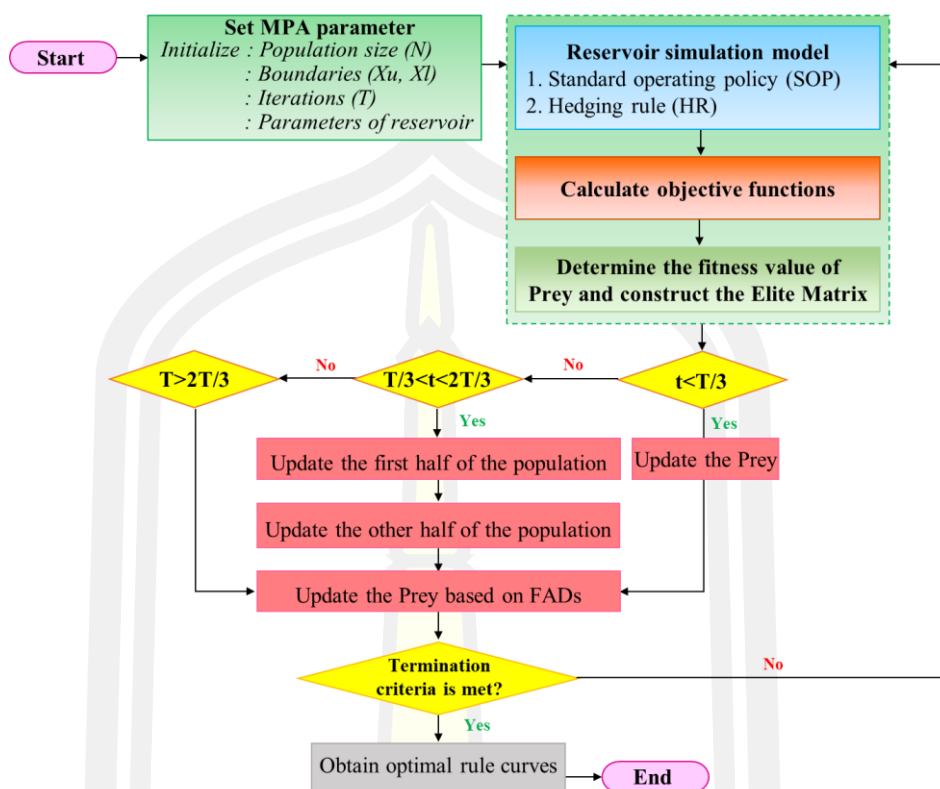 Start
Set MPA parameter
Initialize : Population size (N)
: Boundaries (Xu, Xl)
: Iterations (T)
: Parameters of reservoir
Reservoir simulation model
1. Standard operating policy (SOP)
2. Hedging rule (HR)
Calculate objective functions
Determine the fitness value of
Prey and construct the Elite Matrix
T>2T/3
No
T/3<t<2T/3
No
t<T/3
Yes
Yes
Update the first half of the population
Update the Prey
Update the other half of the population
Update the Prey based on FADs
Termination
criteria is met?
No
Yes
Obtain optimal rule curves
End